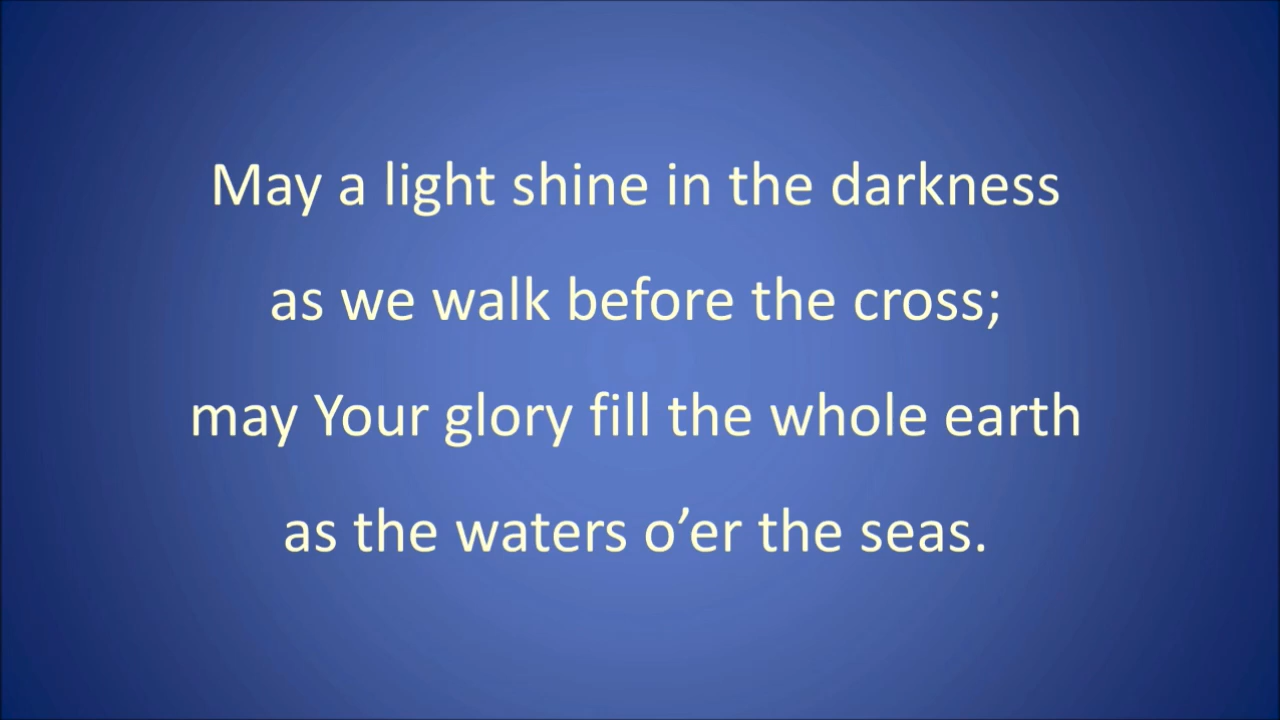 May a light shine in the darkness
as we walk before the cross;
may Your glory fill the whole earth
as the waters o’er the seas.